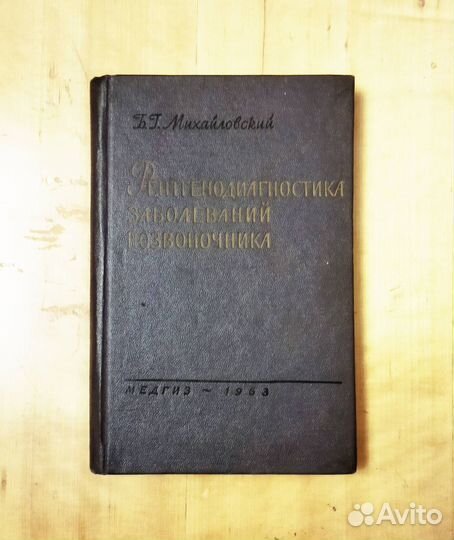 Б. Г. Михайловский
Рентгенодиагностика
заболеваний
позвоночника
МЕДГИЗ ~ 1963
Avito